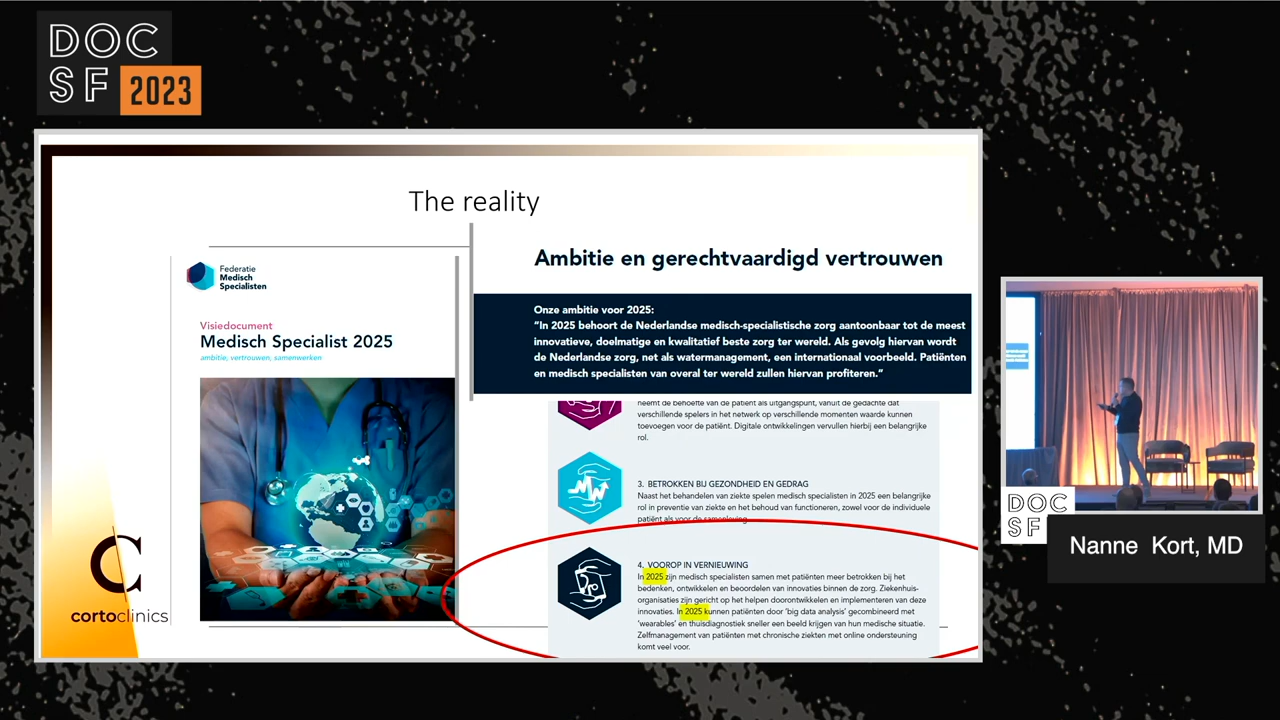 DOC
SF 2023
The reality
Federatie
Medisch
Specialisten
Visiedocument
Medisch Specialist 2025
ambitie; vertrouwen; samenwerken
Ambitie en gerechtvaardigd vertrouwen
Onze ambitie voor 2025:
“In 2025 behoort de Nederlandse medisch-specialistische zorg aantoonbaar tot de meest
innovatieve, doelmatige en kwalitatief beste zorg ter wereld. Als gevolg hiervan wordt
de Nederlandse zorg, net als watermanagement, een internationaal voorbeeld. Patiënten
en medisch specialisten van overal ter wereld zullen hiervan profiteren.”
neemt de behoefte van de patiënt als uitgangspunt, vanuit de gedachte dat
verschillende spelers in het netwerk op verschillende momenten waarde kunnen
toevoegen voor de patiënt. Digitale ontwikkelingen vervullen hierbij een belangrijke
rol.
3. BETROKKEN BIJ GEZONDHEID EN GEDRAG
Naast het behandelen van ziekte spelen medisch specialisten in 2025 een belangrijke
rol in preventie van ziekte en het behoud van functioneren, zowel voor de individuele
patiënt als voor de samenleving.
4. VOOROP IN VERNIEUWING
In 2025 zijn medisch specialisten samen met patiënten meer betrokken bij het
bedenken, ontwikkelen en beoordelen van innovaties binnen de zorg. Ziekenhuis-
organisaties zijn gericht op het helpen doorontwikkelen en implementeren van deze
innovaties. In 2025 kunnen patiënten door ‘big data analysis’ gecombineerd met
‘wearables’ en thuisdiagnostiek sneller een beeld krijgen van hun medische situatie.
Zelfmanagement van patiënten met chronische ziekten met online ondersteuning
komt veel voor.
C
cortoclinics
DOC
SF
Nanne Kort, MD